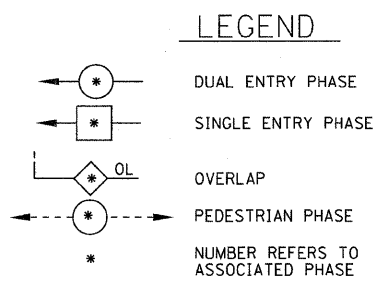 LEGEND
* DUAL ENTRY PHASE
* SINGLE ENTRY PHASE
* OL OVERLAP
* PEDESTRIAN PHASE
* NUMBER REFERS TO
ASSOCIATED PHASE